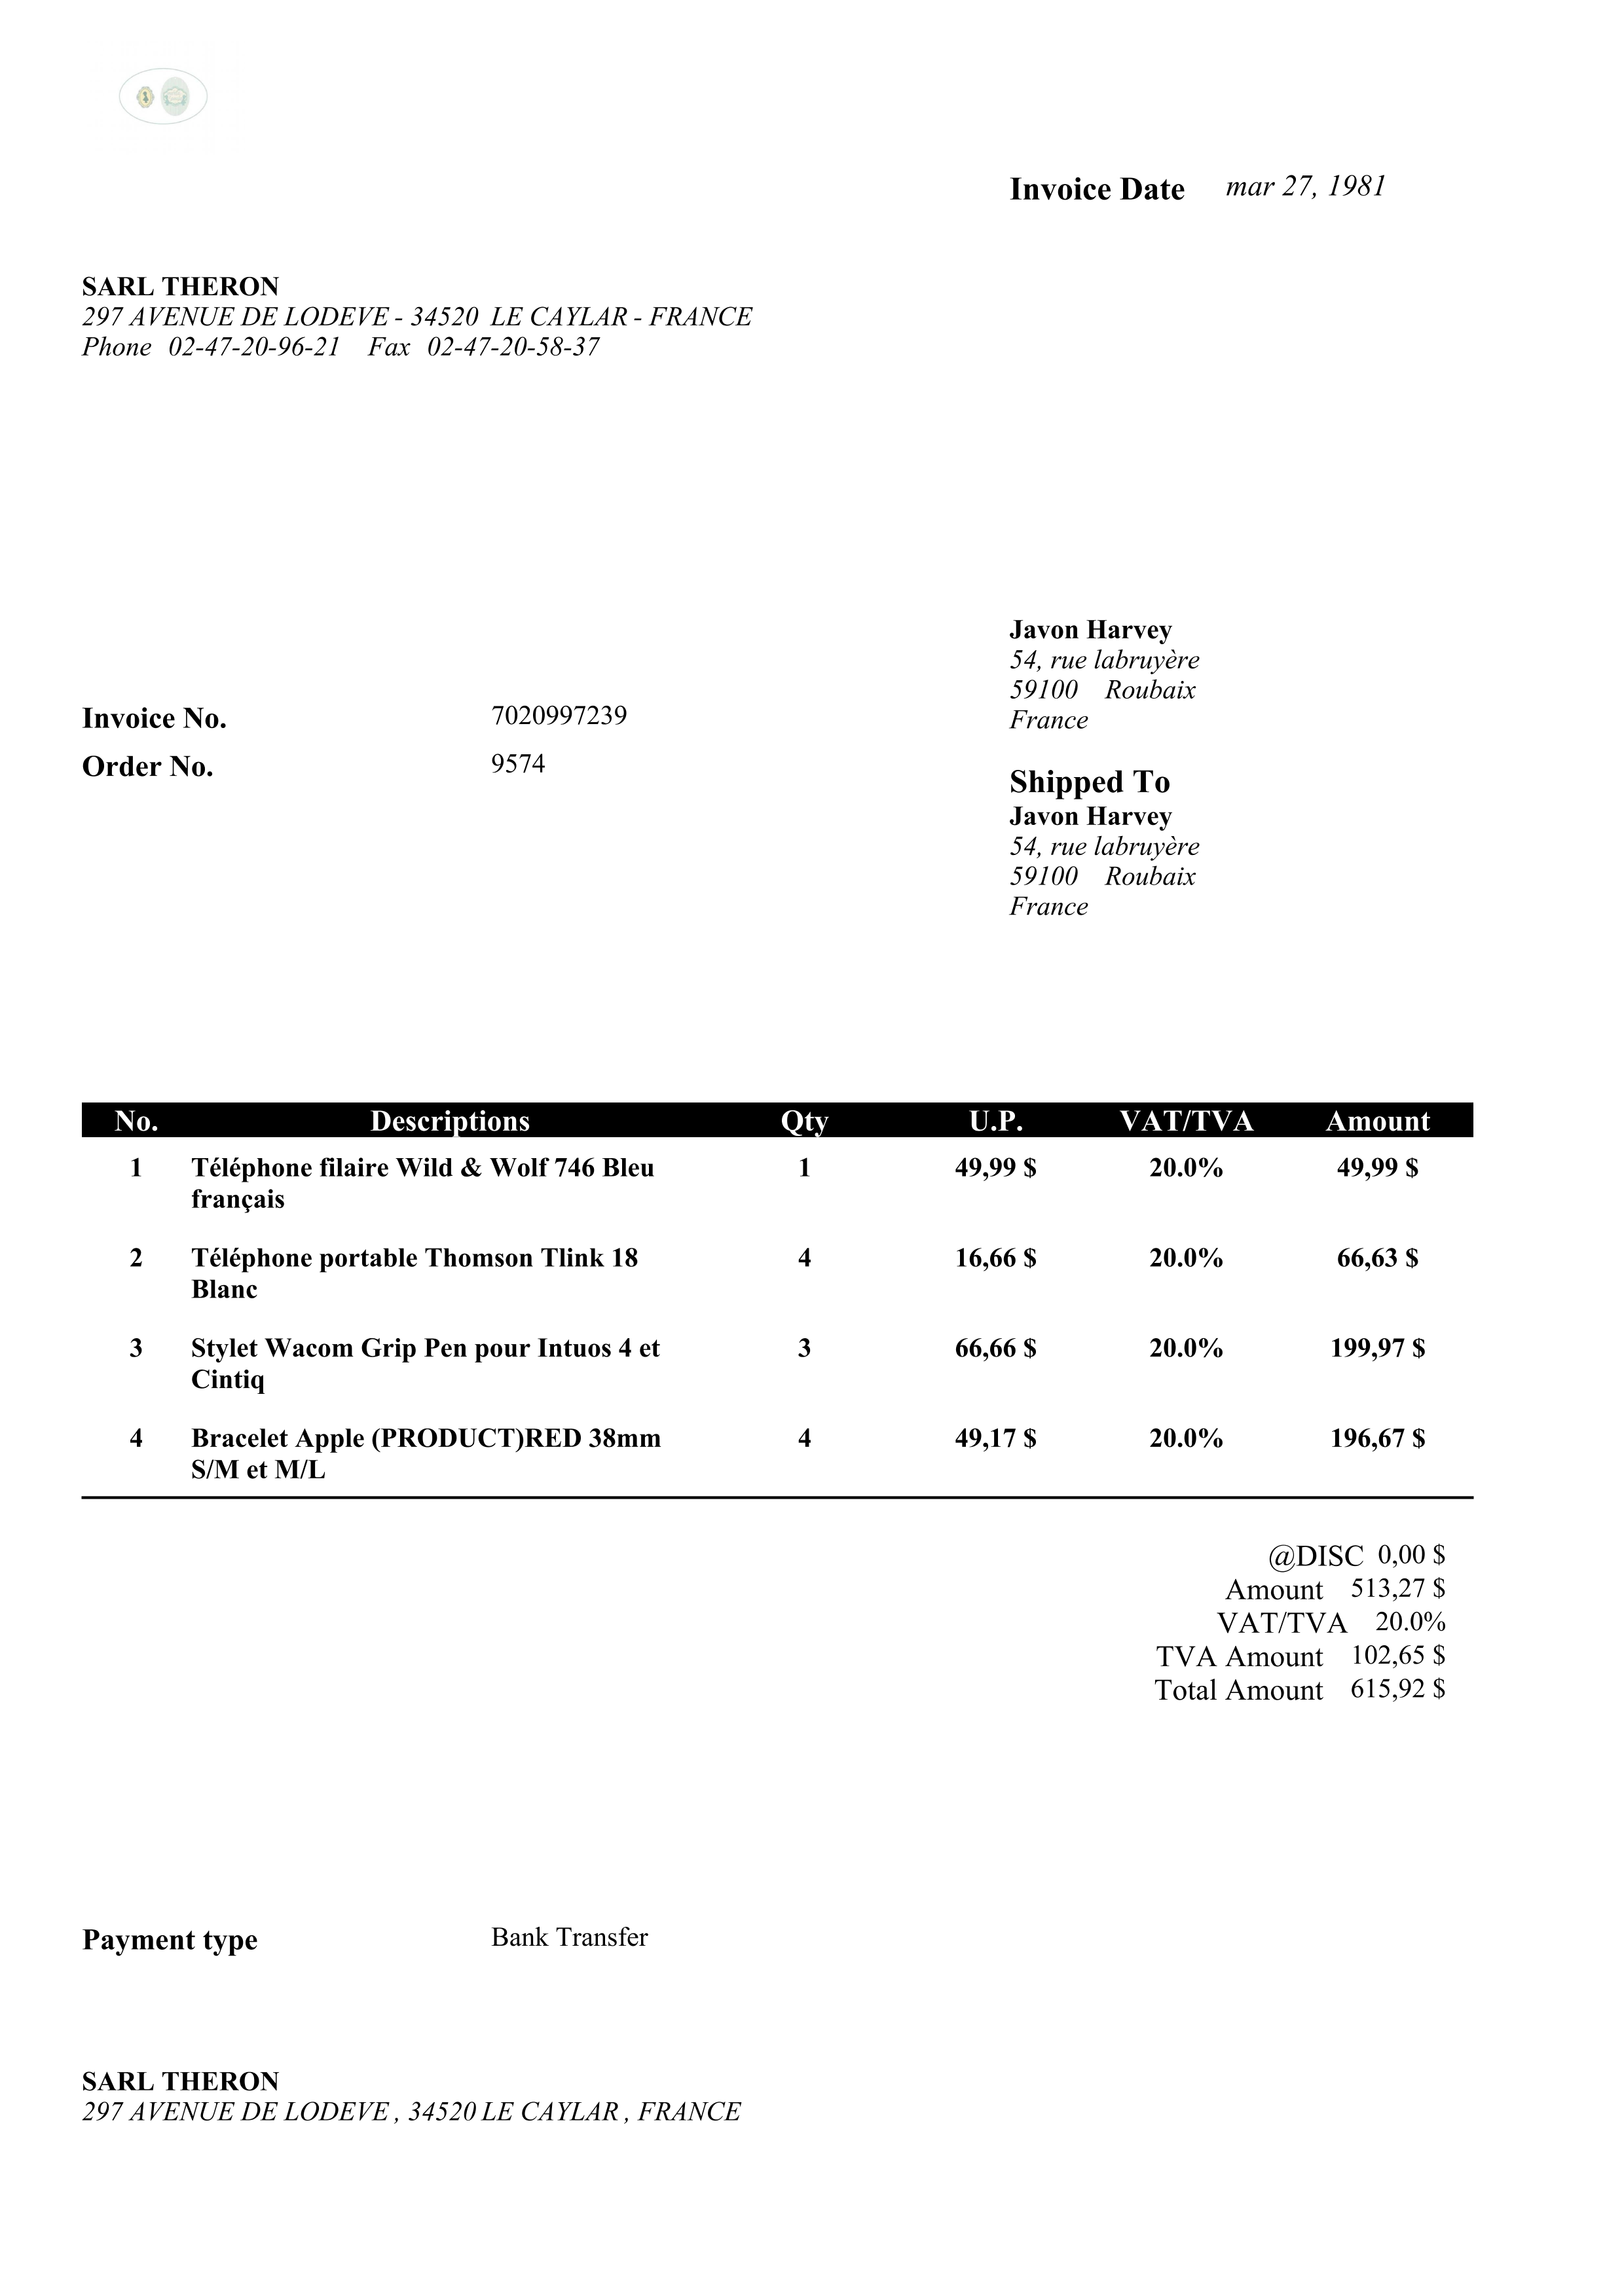 Invoice Date mar 27, 1981
SARL THERON
297 AVENUE DE LODEVE - 34520 LE CAYLAR - FRANCE
Phone 02-47-20-96-21 Fax 02-47-20-58-37
Javon Harvey
54, rue labruyère
59100 Roubaix
France
Invoice No. 7020997239
Order No. 9574
Shipped To
Javon Harvey
54, rue labruyère
59100 Roubaix
France
No. Descriptions Qty U.P. VAT/TVA Amount
1 Téléphone filaire Wild & Wolf 746 Bleu 1 49,99 $ 20.0% 49,99 $
français
2 Téléphone portable Thomson Tlink 18 4 16,66 $ 20.0% 66,63 $
Blanc
3 Stylet Wacom Grip Pen pour Intuos 4 et 3 66,66 $ 20.0% 199,97 $
Cintiq
4 Bracelet Apple (PRODUCT)RED 38mm 4 49,17 $ 20.0% 196,67 $
S/M et M/L
@DISC 0,00 $
Amount 513,27 $
VAT/TVA 20.0%
TVA Amount 102,65 $
Total Amount 615,92 $
Payment type Bank Transfer
SARL THERON
297 AVENUE DE LODEVE , 34520 LE CAYLAR , FRANCE